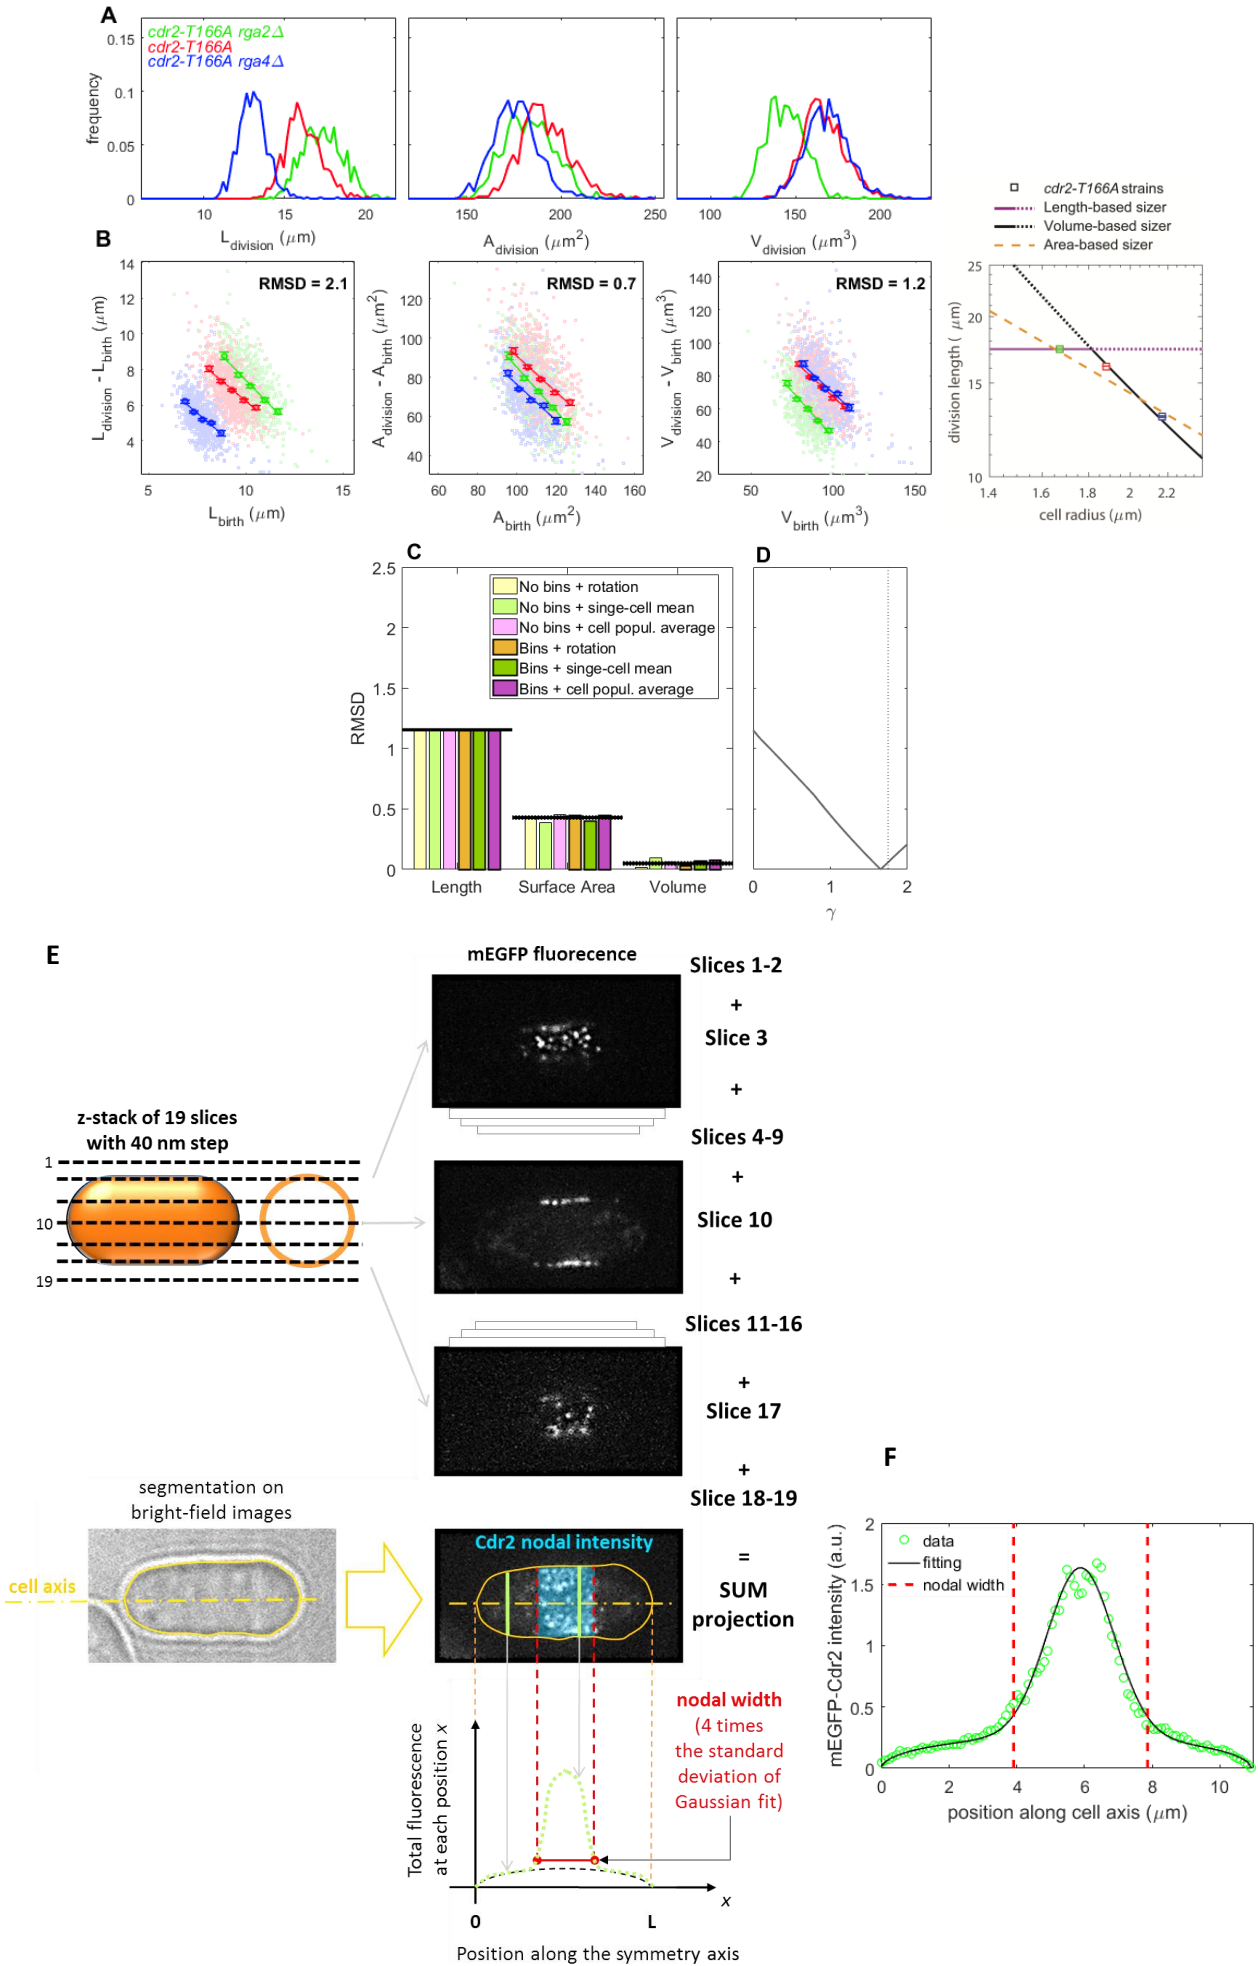 A
cdr2-T166A rga2Δ
cdr2-T166A
cdr2-T166A rga4Δ
0.15
0.1
0.05
0
frequency
10 15 20
L division (μm)
150 200 250
A division (μm²)
100 150 200
V division (μm³)
cdr2-T166A strains
Length-based sizer
Volume-based sizer
Area-based sizer
B
14
12
10
8
6
4
L division - L birth (μm)
RMSD = 2.1
5 10 15
L birth (μm)
120
100
80
60
40
A division - A birth (μm²)
RMSD = 0.7
60 80 100 120 140 160
A birth (μm²)
140
120
100
80
60
40
20
V division - V birth (μm³)
RMSD = 1.2
50 100 150
V birth (μm³)
25
20
15
10
division length ( μm)
1.4 1.6 1.8 2 2.2
cell radius (μm)
C
2.5
2
1.5
1
0.5
0
RMSD
No bins + rotation
No bins + singe-cell mean
No bins + cell popul. average
Bins + rotation
Bins + singe-cell mean
Bins + cell popul. average
Length Surface Area Volume
D
0 1 2
γ
E
mEGFP fluorecence
Slices 1-2
+
Slice 3
+
Slices 4-9
+
Slice 10
+
Slices 11-16
+
Slice 17
+
Slice 18-19
=
SUM
projection
z-stack of 19 slices
with 40 nm step
1
10
19
segmentation on
bright-field images
cell axis
Cdr2 nodal intensity
nodal width
(4 times
the standard
deviation of
Gaussian fit)
Total fluorescence
at each position x
x
0 L
Position along the symmetry axis
F
2
1.5
1
0.5
0
mEGFP-Cdr2 intensity (a.u.)
data
fitting
nodal width
0 2 4 6 8 10
position along cell axis (μm)